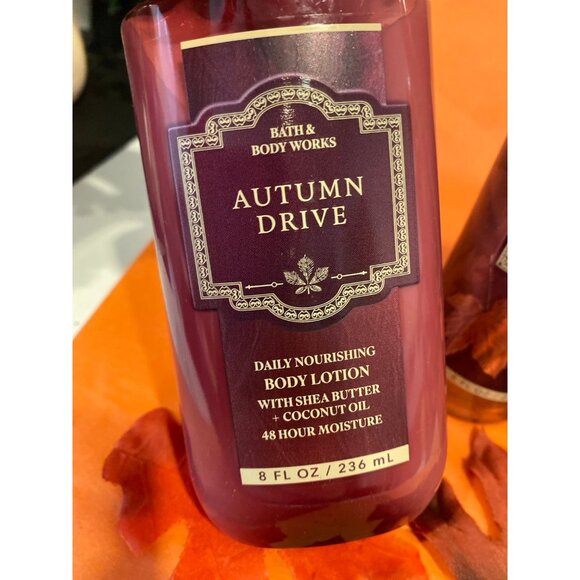 BATH &
BODY WORKS
AUTUMN
DRIVE
DAILY NOURISHING
BODY LOTION
WITH SHEA BUTTER
+ COCONUT OIL
48 HOUR MOISTURE
8 FL OZ / 236 mL